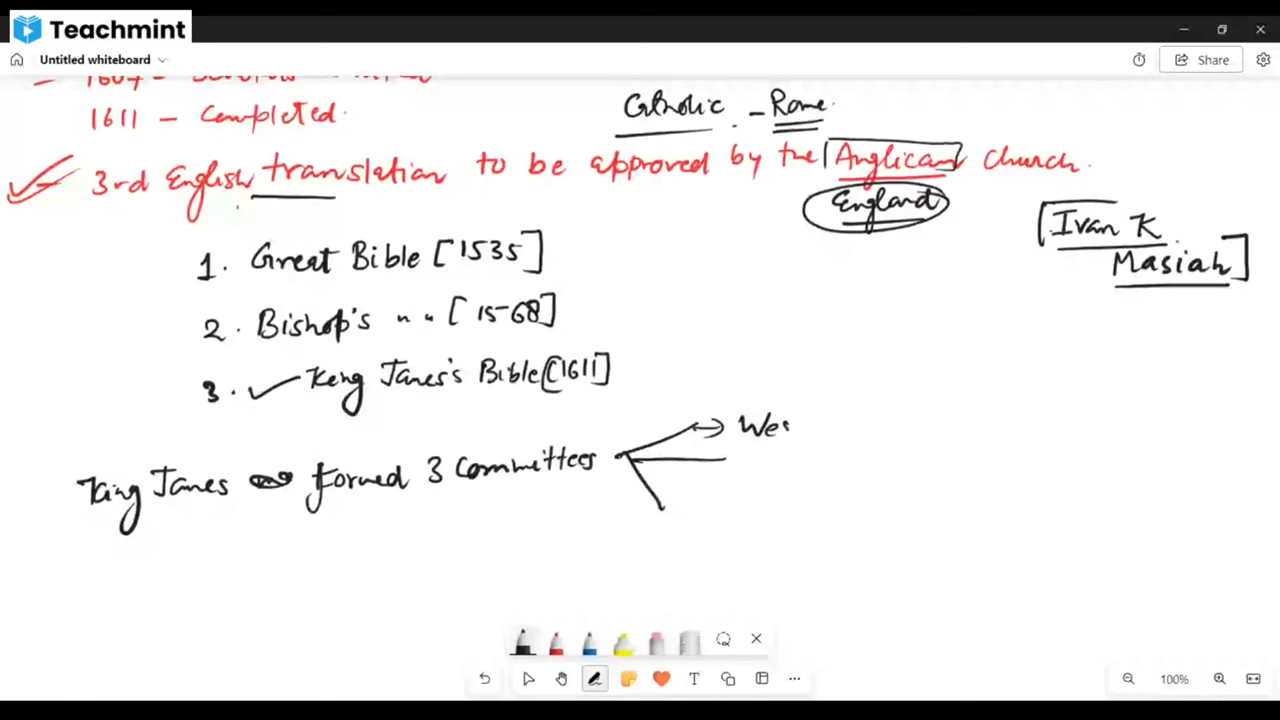 Teachmint
Untitled whiteboard
Share
1604 -
1611 - Completed.
Catholic - Rome.
3rd English translation to be approved by the Anglican church.
England
Ivan K
Masiah
1. Great Bible [1535]
2. Bishop's " " [1568]
3. King James's Bible [1611]
King James formed 3 Committees
Wes
100%